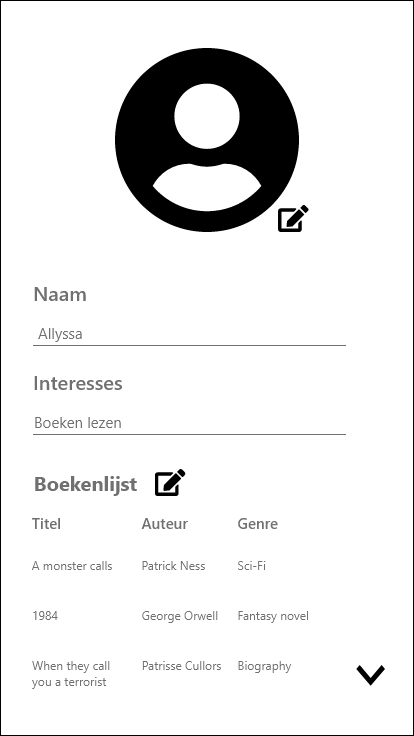 Naam
Allyssa
Interesses
Boeken lezen
Boekenlijst
Titel Auteur Genre
A monster calls Patrick Ness Sci-Fi
1984 George Orwell Fantasy novel
When they call Patrisse Cullors Biography
you a terrorist